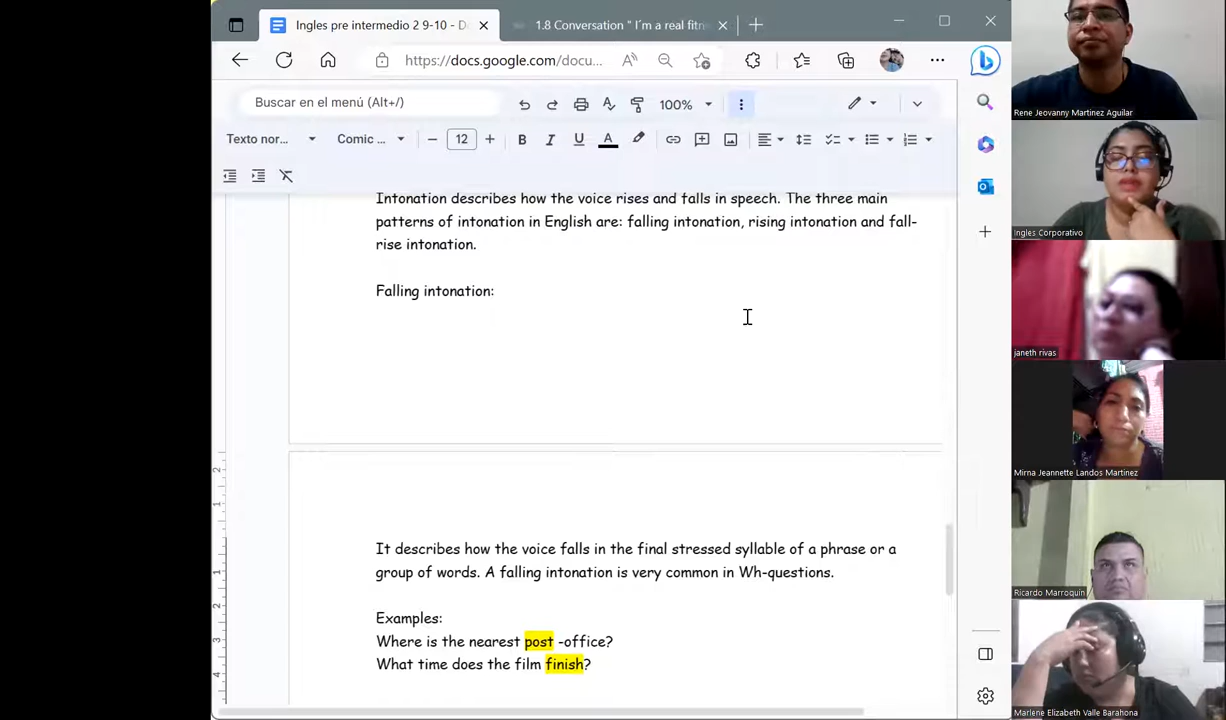 Ingles pre intermedio 2 9-10 - Do
1.8 Conversation " I´m a real fitn
https://docs.google.com/docu...
Buscar en el menú (Alt+/)
100%
Texto nor...
Comic ...
12
Intonation describes how the voice rises and falls in speech. The three main
patterns of intonation in English are: falling intonation, rising intonation and fall-
rise intonation.
Falling intonation:
It describes how the voice falls in the final stressed syllable of a phrase or a
group of words. A falling intonation is very common in Wh-questions.
Examples:
Where is the nearest post -office?
What time does the film finish?
Rene Jeovanny Martinez Aguilar
Ingles Corporativo
janeth rivas
Mirna Jeannette Landos Martinez
Ricardo Marroquin
Marlene Elizabeth Valle Barahona